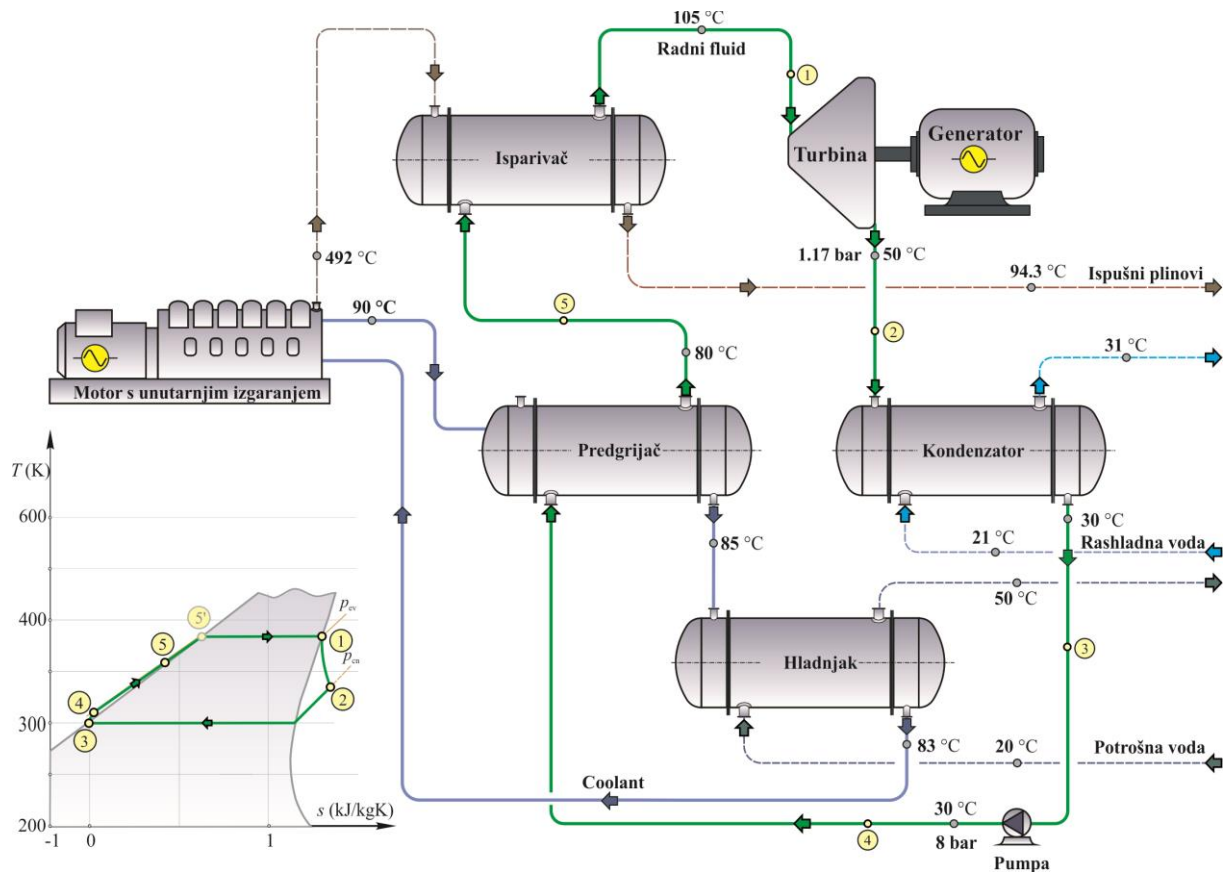 105 °C
Radni fluid
1
Isparivač
Turbina
Generator
492 °C
1.17 bar
50 °C
94.3 °C
Ispušni plinovi
90 °C
5
2
80 °C
31 °C
Motor s unutarnjim izgaranjem
Predgrijač
Kondenzator
T (K)
600
30 °C
85 °C
21 °C
Rashladna voda
50 °C
400
5'
p_ev
5
1
Hladnjak
3
p_cn
4
2
300
3
83 °C
20 °C
Potrošna voda
Coolant
s (kJ/kgK)
30 °C
200
4
8 bar
-1
0
1
Pumpa